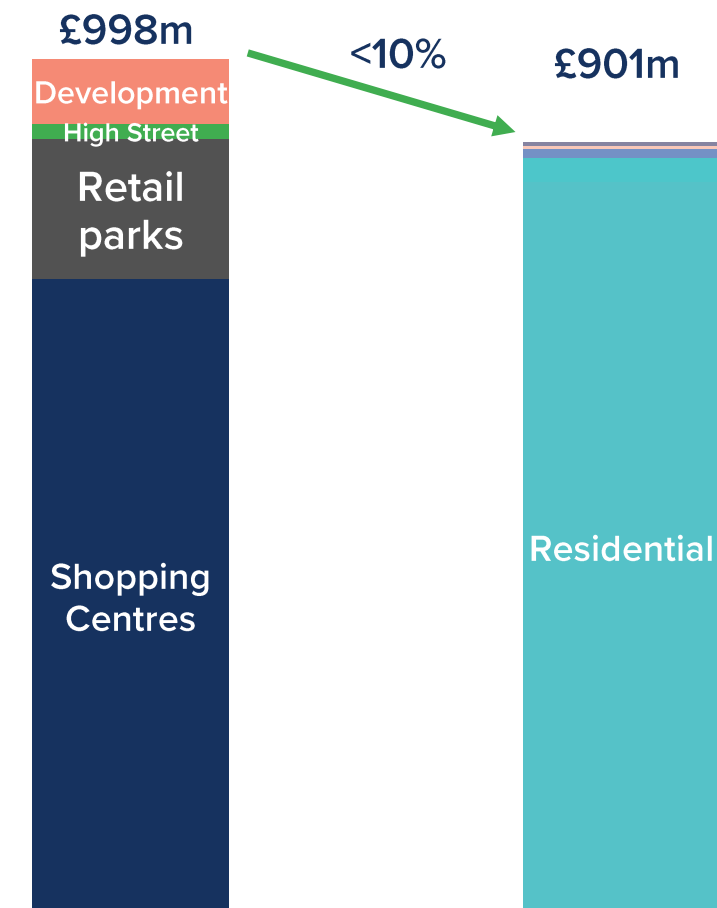 £998m
<10%
£901m
Development
High Street
Retail
parks
Residential
Shopping
Centres